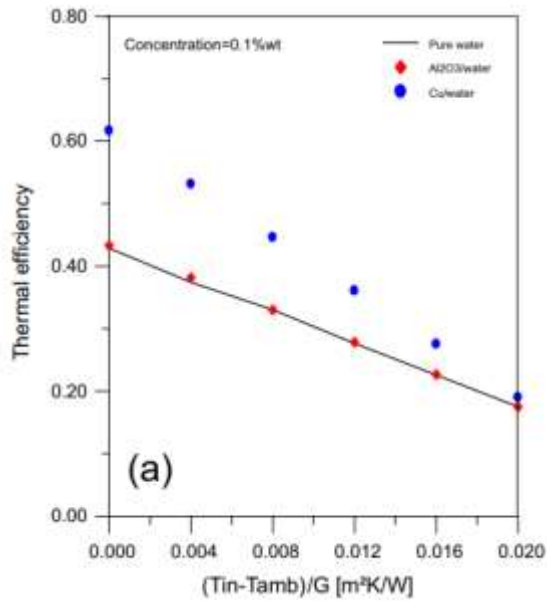 0.80
Concentration=0.1%wt
Pure water
Al2O3/water
Cu/water
0.60
0.40
0.20
0.00
Thermal efficiency
(a)
0.000 0.004 0.008 0.012 0.016 0.020
(Tin-Tamb)/G [m²K/W]